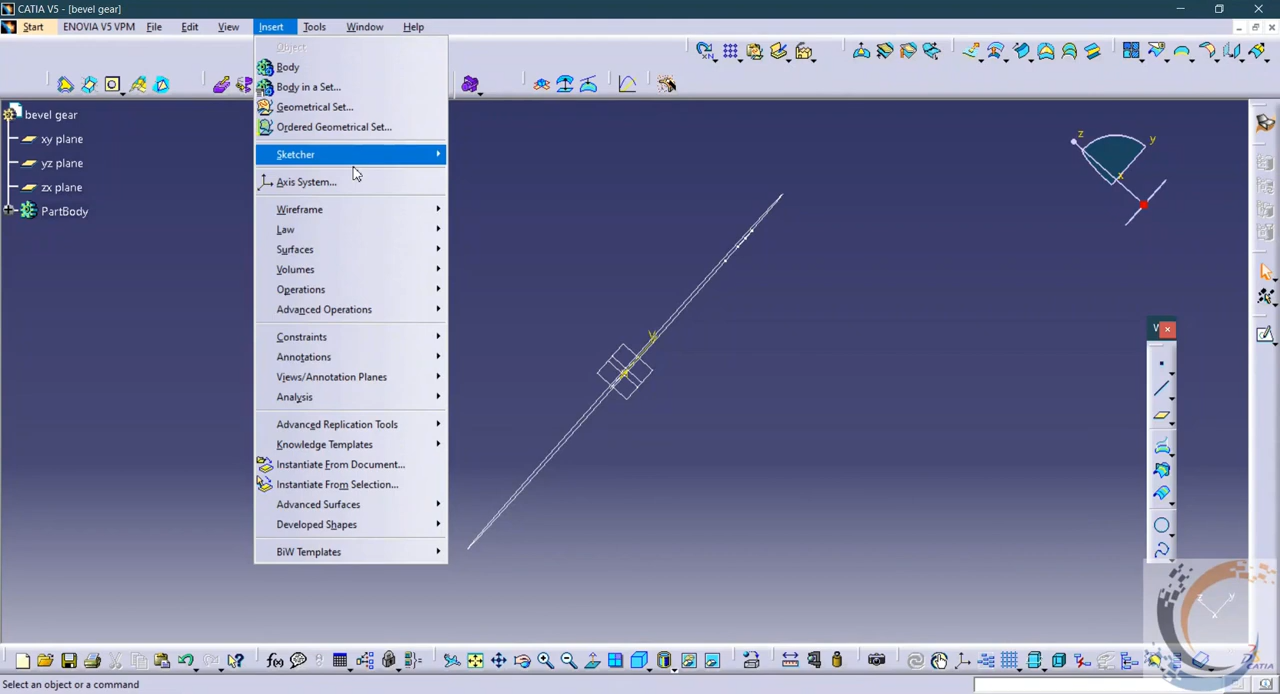 CATIA V5 - [bevel gear]
Start ENOVIA V5 VPM File Edit View Insert Tools Window Help
Object
Body
Body in a Set...
Geometrical Set...
Ordered Geometrical Set...
Sketcher
Axis System...
Wireframe
Law
Surfaces
Volumes
Operations
Advanced Operations
Constraints
Annotations
Views/Annotation Planes
Analysis
Advanced Replication Tools
Knowledge Templates
Instantiate From Document...
Instantiate From Selection...
Advanced Surfaces
Developed Shapes
BiW Templates
bevel gear
xy plane
yz plane
zx plane
PartBody
z
y
x
y
W
z y
x
f(x)
CATIA
Select an object or a command